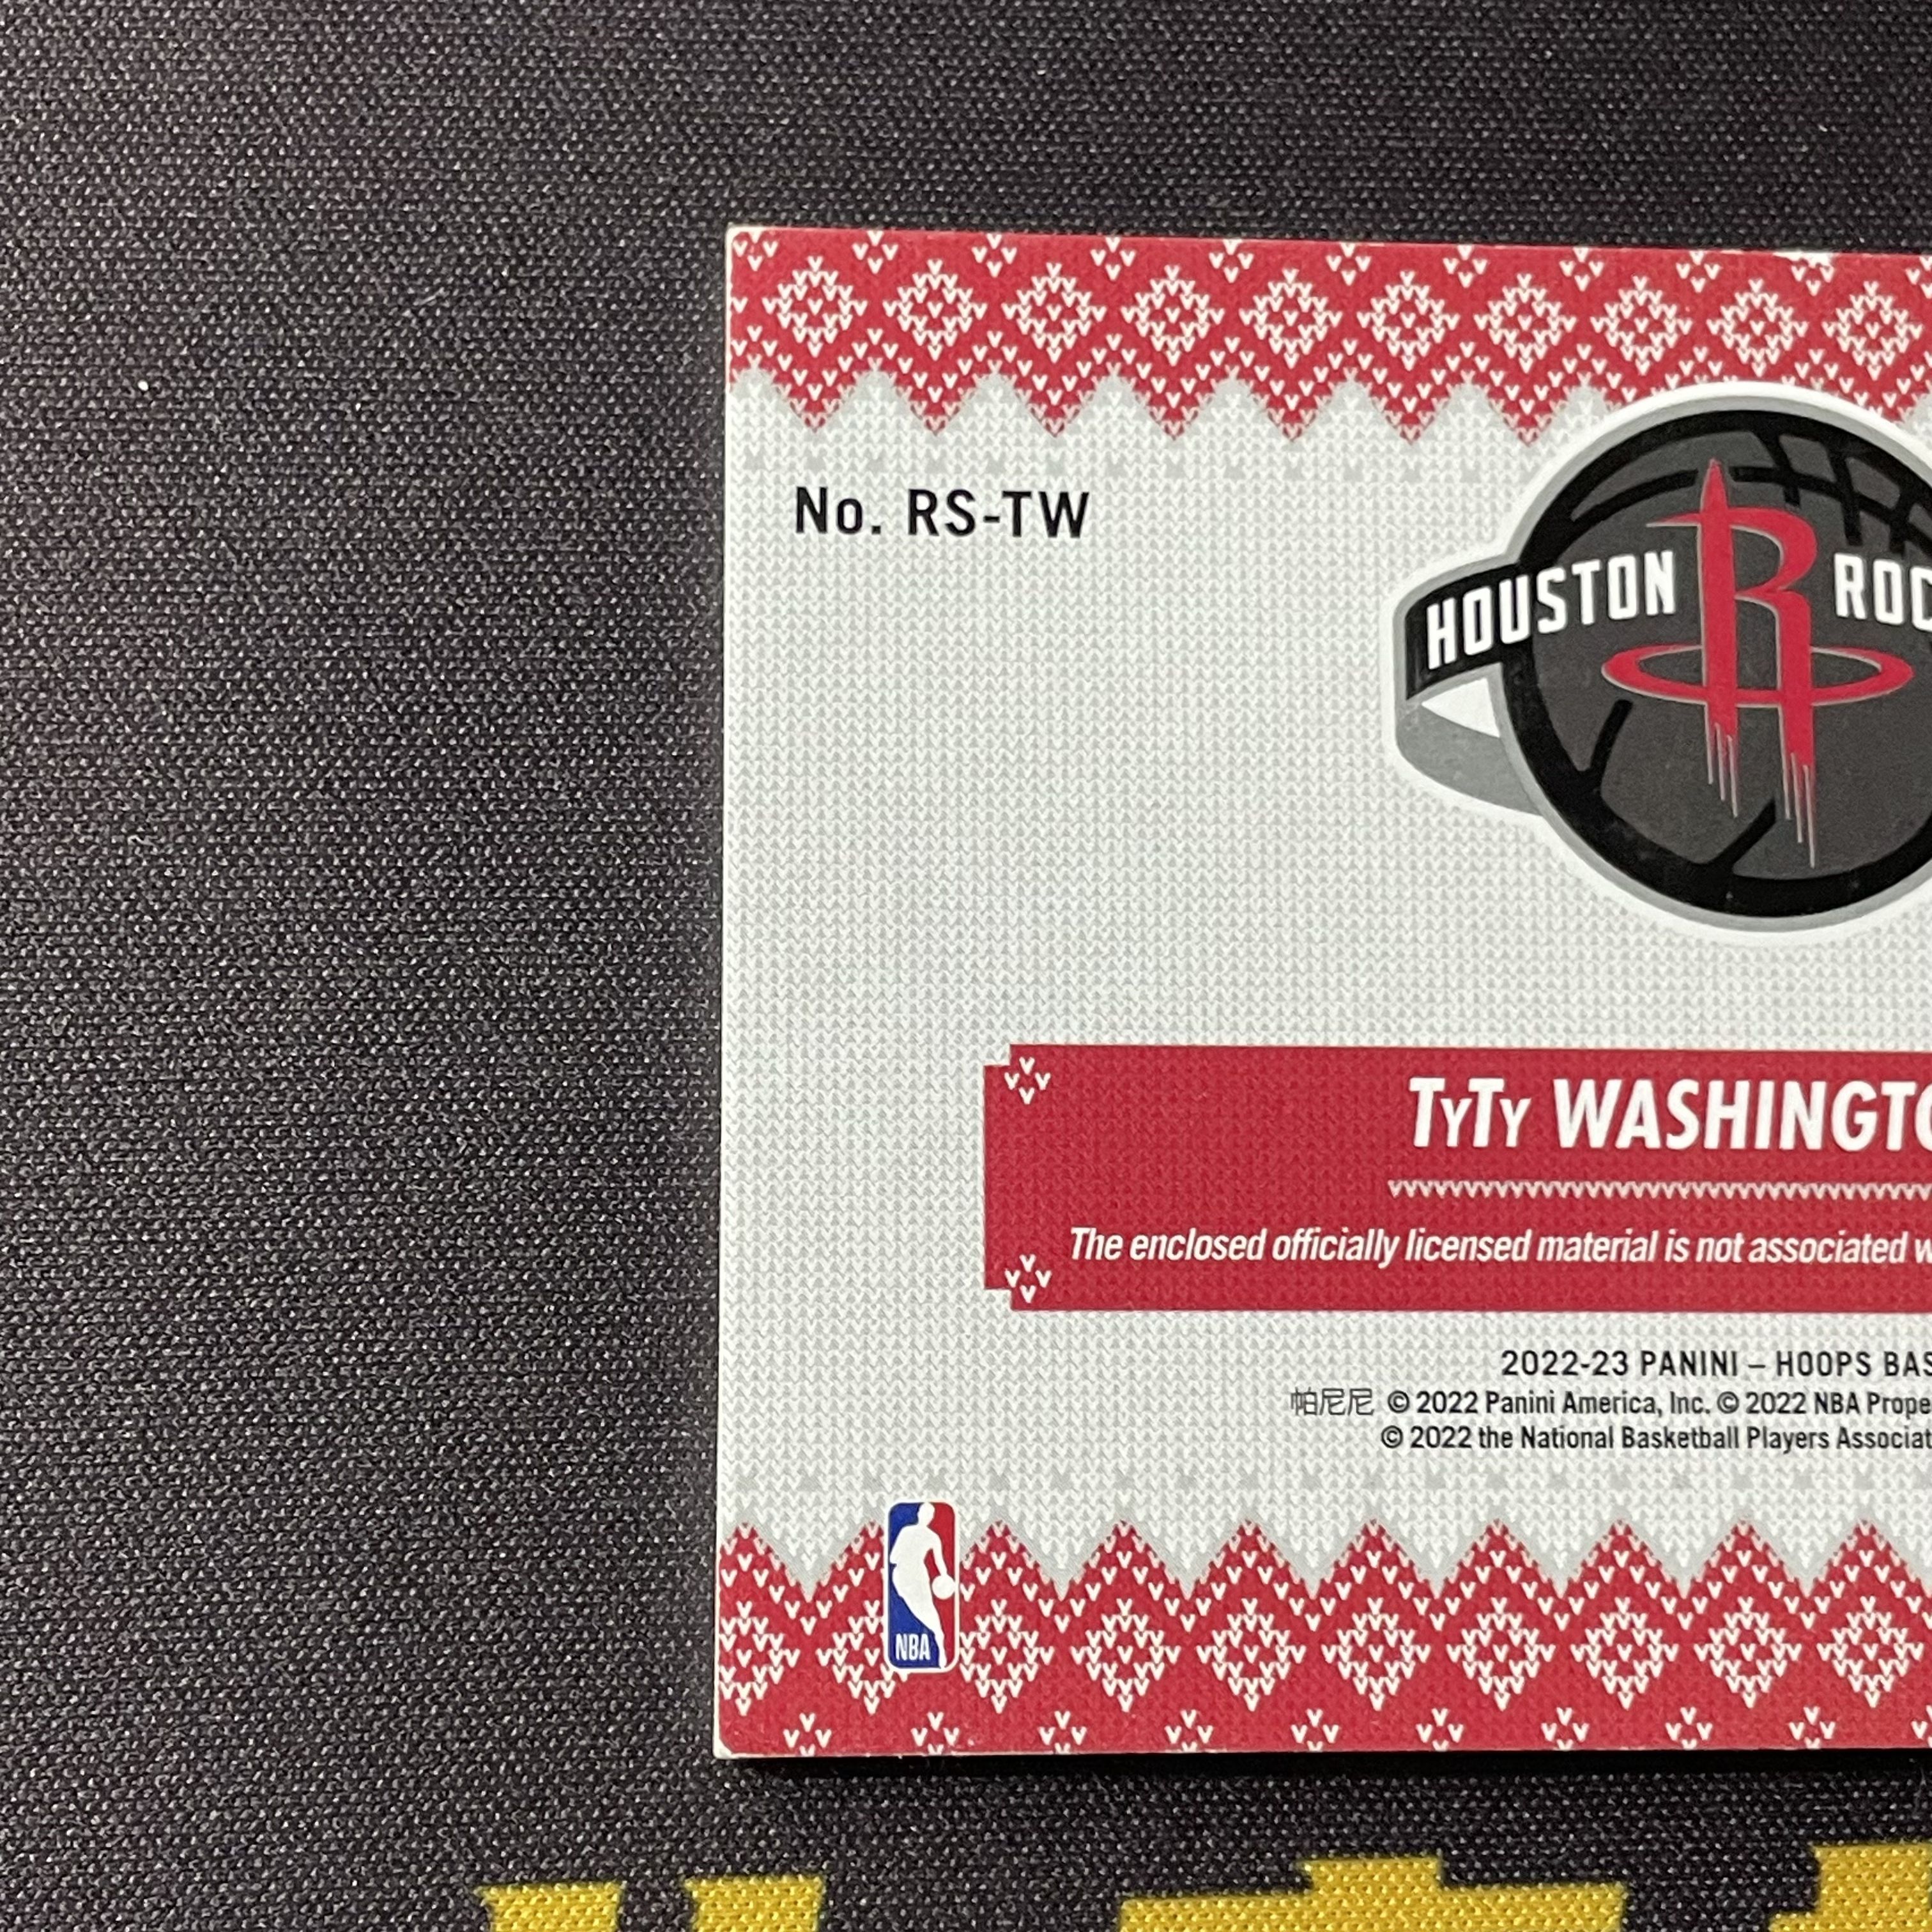 No. RS-TW
HOUSTON ROC
TYTY WASHINGTO
The enclosed officially licensed material is not associated w
2022-23 PANINI – HOOPS BAS
帕尼尼 © 2022 Panini America, Inc. © 2022 NBA Prope
© 2022 the National Basketball Players Associat
NBA